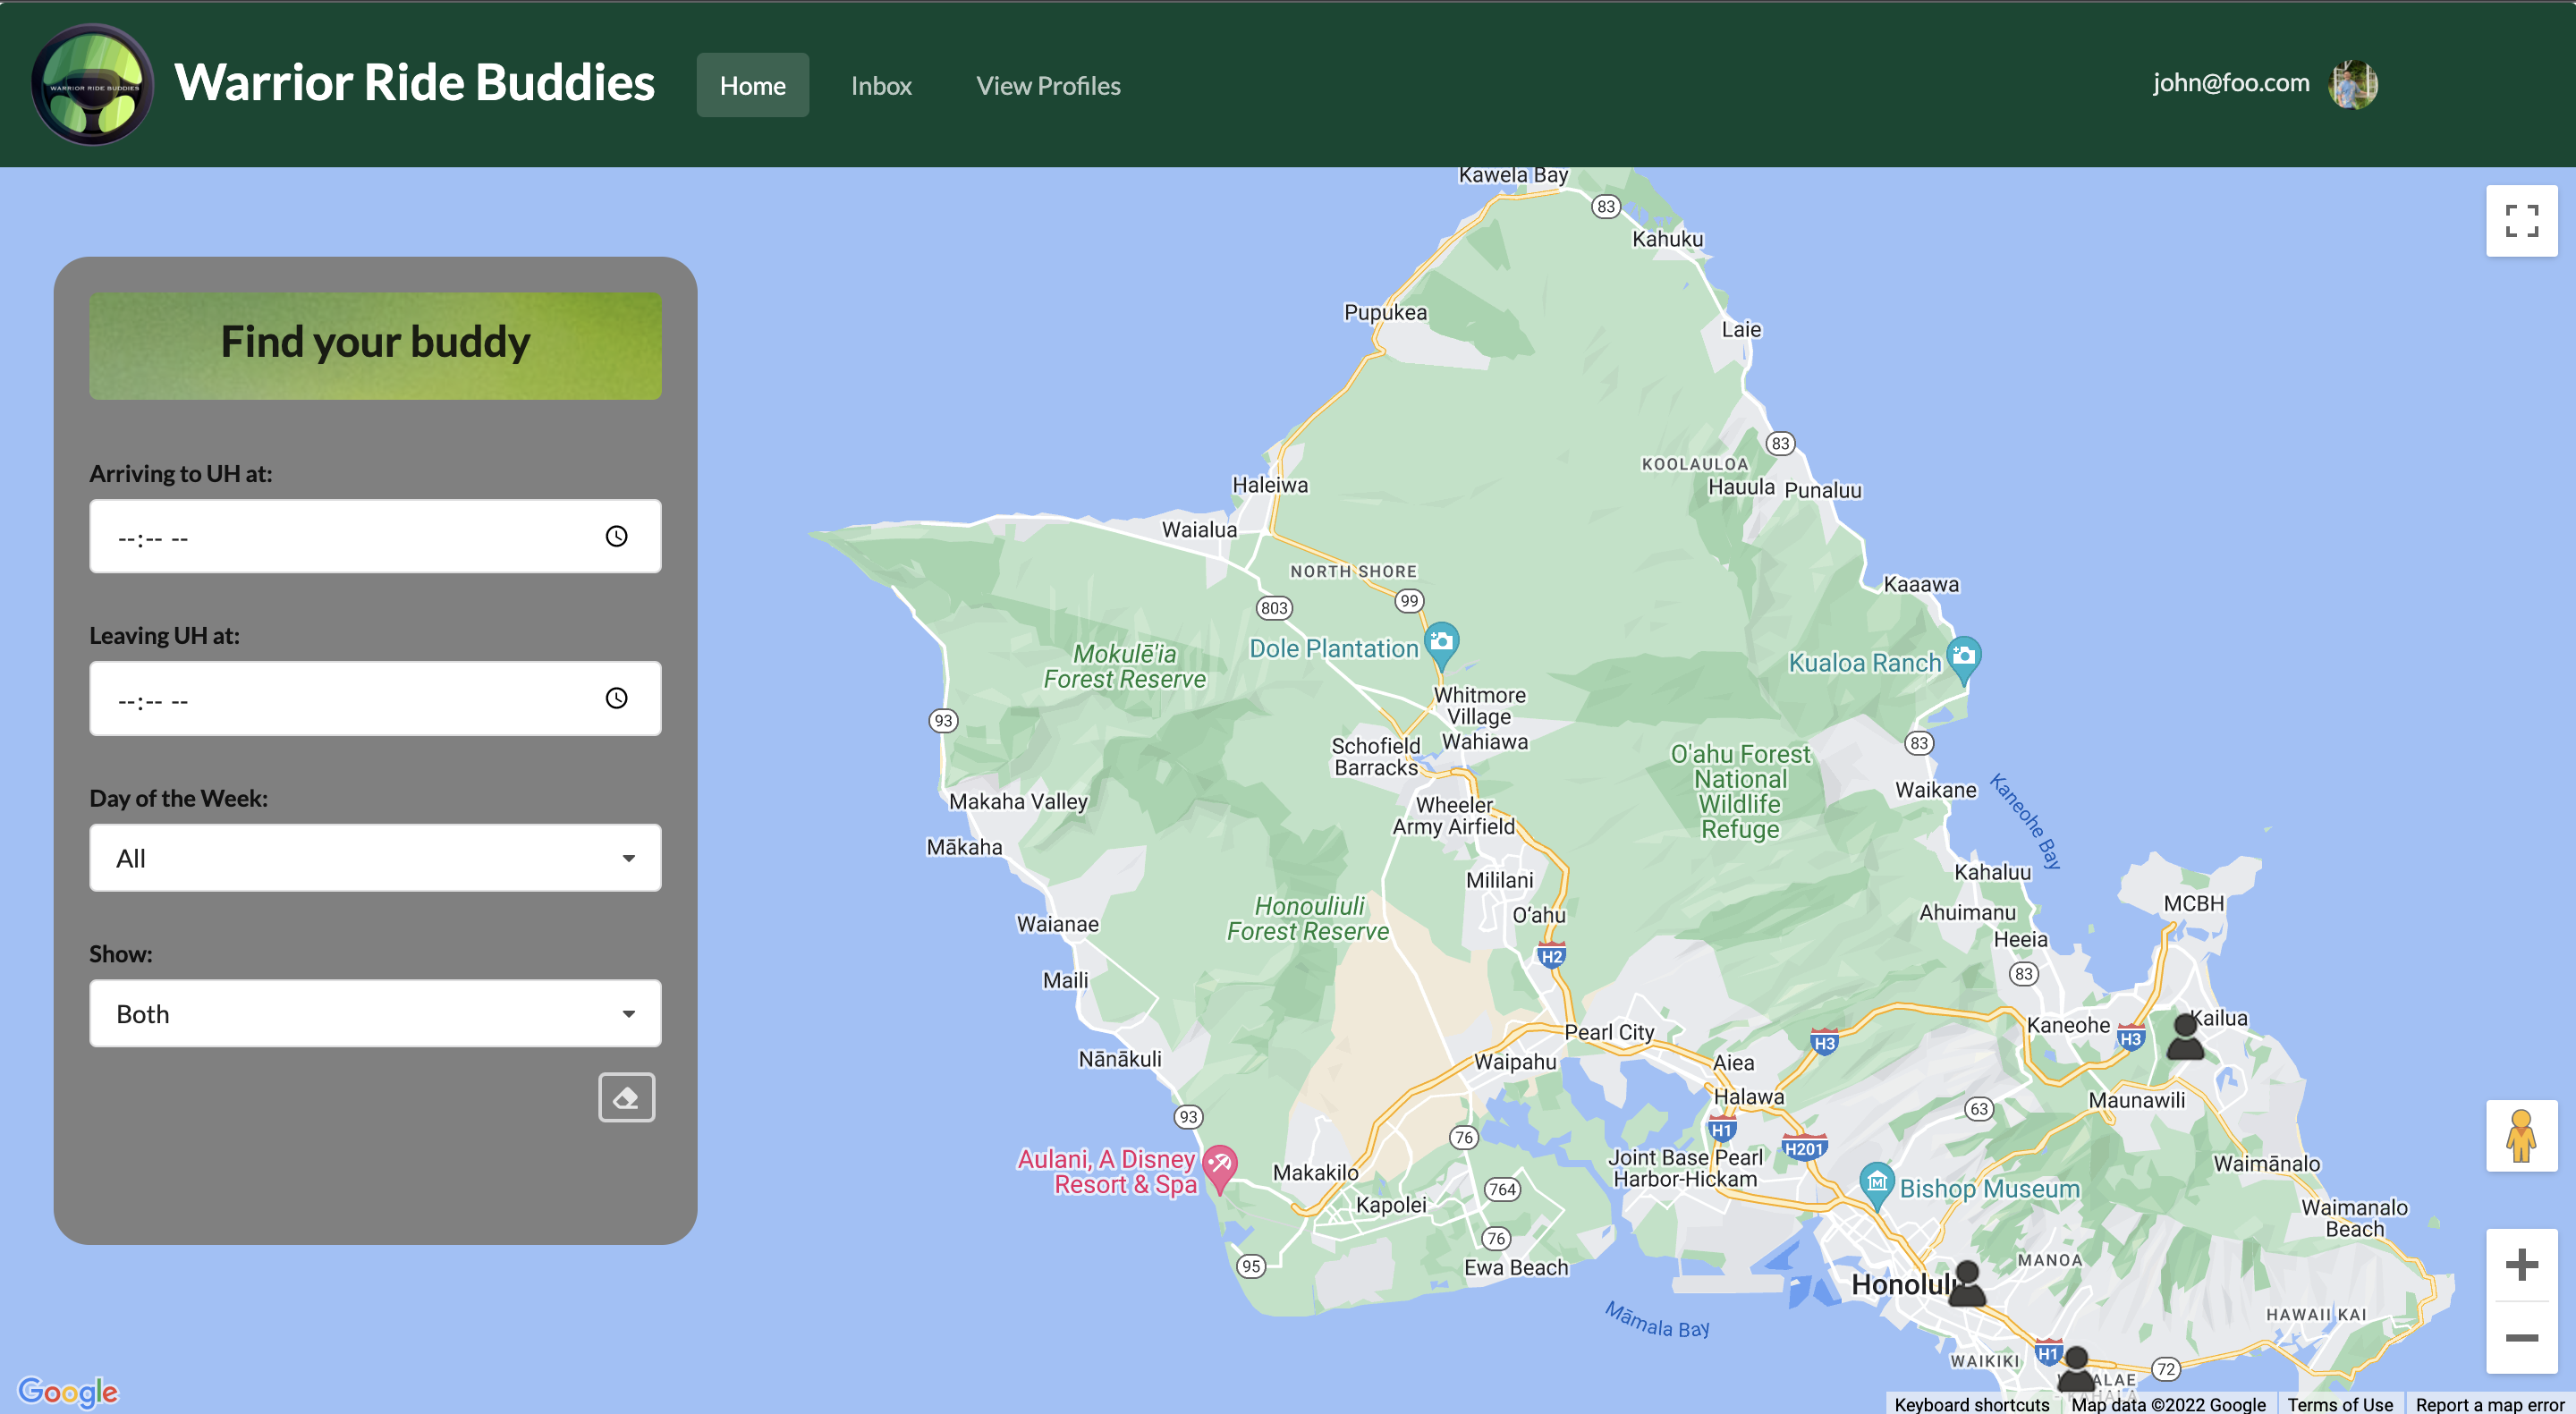 WARRIOR RIDE BUDDIES
Warrior Ride Buddies
Home
Inbox
View Profiles
john@foo.com
Find your buddy
Arriving to UH at:
--:-- --
Leaving UH at:
--:-- --
Day of the Week:
All
Show:
Both
Kawela Bay
83
Kahuku
Pupukea
Laie
83
KOOLAULOA
Hauula
Punaluu
Haleiwa
Waialua
NORTH SHORE
803
99
Kaaawa
Dole Plantation
Mokulē'ia
Forest Reserve
Kualoa Ranch
Whitmore
Village
93
Schofield
Barracks
Wahiawa
83
O'ahu Forest
National
Wildlife
Refuge
Waikane
Kaneohe Bay
Makaha Valley
Wheeler
Army Airfield
Mākaha
Kahaluu
Mililani
MCBH
Honouliuli
Forest Reserve
Oʻahu
Ahuimanu
Waianae
Heeia
H2
83
Maili
Kailua
Pearl City
Kaneohe
H3
H3
Nānākuli
Waipahu
Aiea
Halawa
Maunawili
93
63
H1
76
H201
Aulani, A Disney
Resort & Spa
Joint Base Pearl
Harbor-Hickam
Makakilo
Waimānalo
764
Bishop Museum
Kapolei
Waimanalo
Beach
76
95
Ewa Beach
MANOA
Honolulu
Māmala Bay
HAWAII KAI
H1
WAIKIKI
72
Google
Keyboard shortcuts
Map data ©2022 Google
Terms of Use
Report a map error